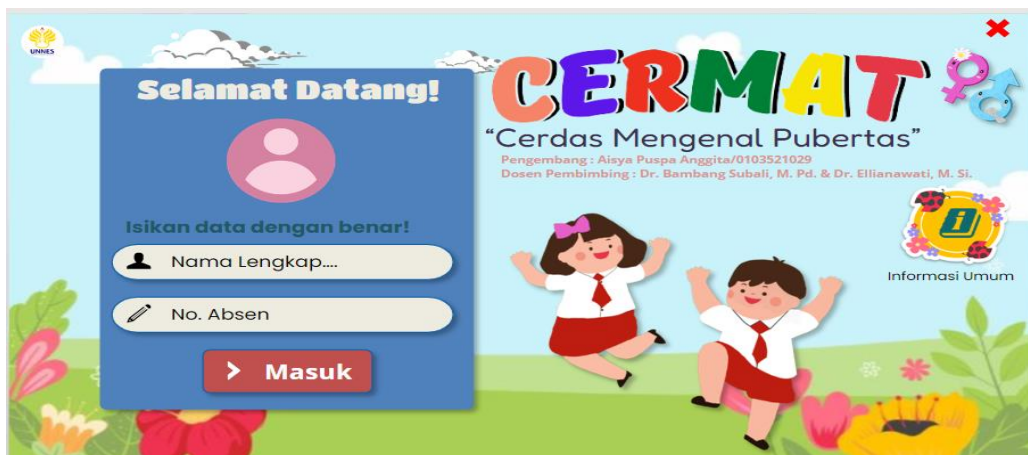 UNNES
Selamat Datang!
Isikan data dengan benar!
Nama Lengkap....
No. Absen
> Masuk
CERMAT
"Cerdas Mengenal Pubertas"
Pengembang : Aisya Puspa Anggita/0103521029
Dosen Pembimbing : Dr. Bambang Subali, M. Pd. & Dr. Ellianawati, M. Si.
i
Informasi Umum